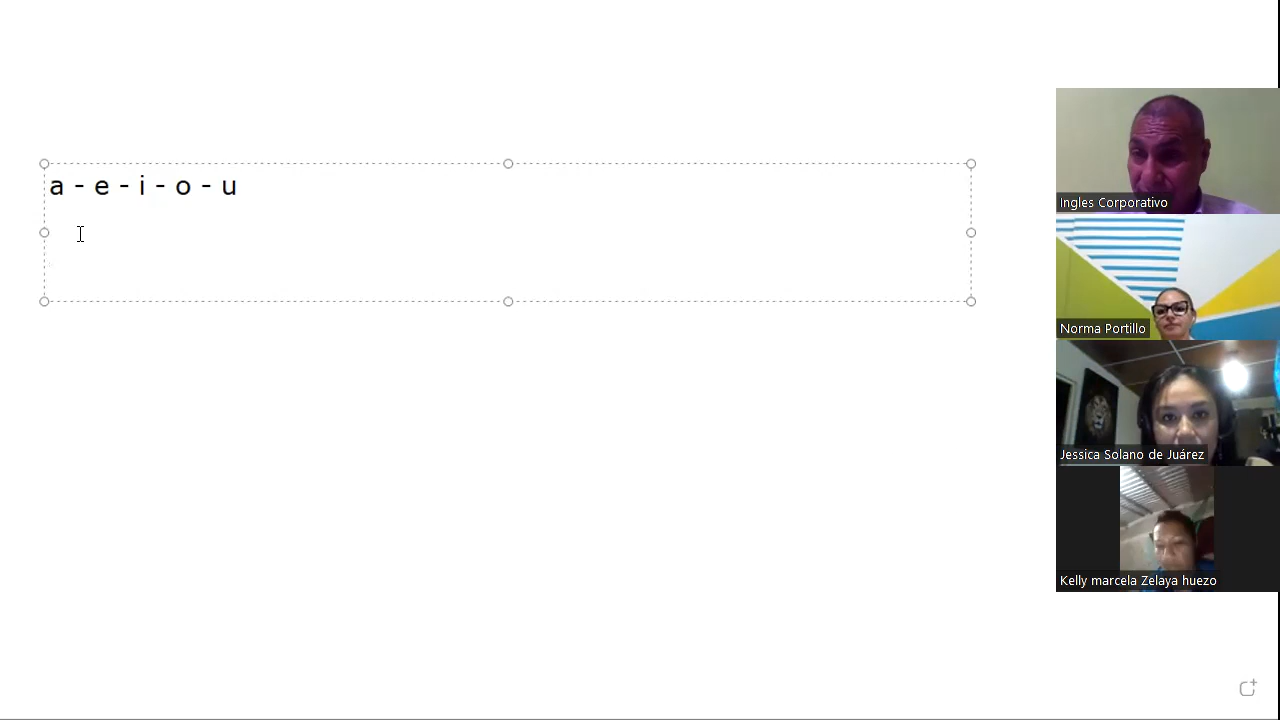 a - e - i - o - u
Ingles Corporativo
Norma Portillo
Jessica Solano de Juárez
Kelly marcela Zelaya huezo